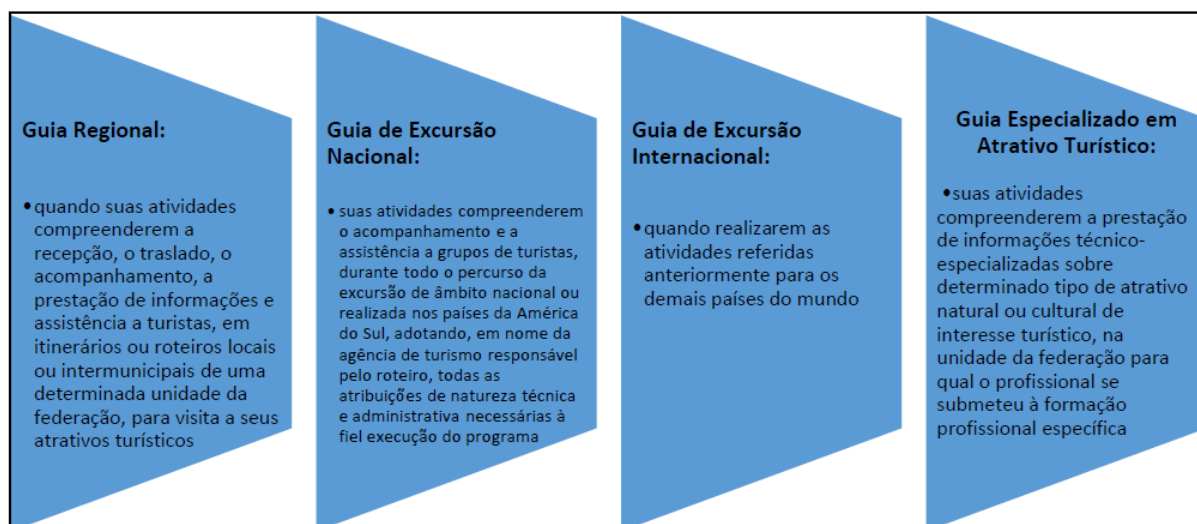 Guia Regional:
•quando suas atividades
compreenderem a
recepção, o traslado, o
acompanhamento, a
prestação de informações e
assistência a turistas, em
itinerários ou roteiros locais
ou intermunicipais de uma
determinada unidade da
federação, para visita a seus
atrativos turísticos
Guia de Excursão
Nacional:
• suas atividades compreenderem
o acompanhamento e a
assistência a grupos de turistas,
durante todo o percurso da
excursão de âmbito nacional ou
realizada nos países da América
do Sul, adotando, em nome da
agência de turismo responsável
pelo roteiro, todas as
atribuições de natureza técnica
e administrativa necessárias à
fiel execução do programa
Guia de Excursão
Internacional:
•quando realizarem as
atividades referidas
anteriormente para os
demais países do mundo
Guia Especializado em
Atrativo Turístico:
•suas atividades
compreenderem a prestação
de informações técnico-
especializadas sobre
determinado tipo de atrativo
natural ou cultural de
interesse turístico, na
unidade da federação para
qual o profissional se
submeteu à formação
profissional específica